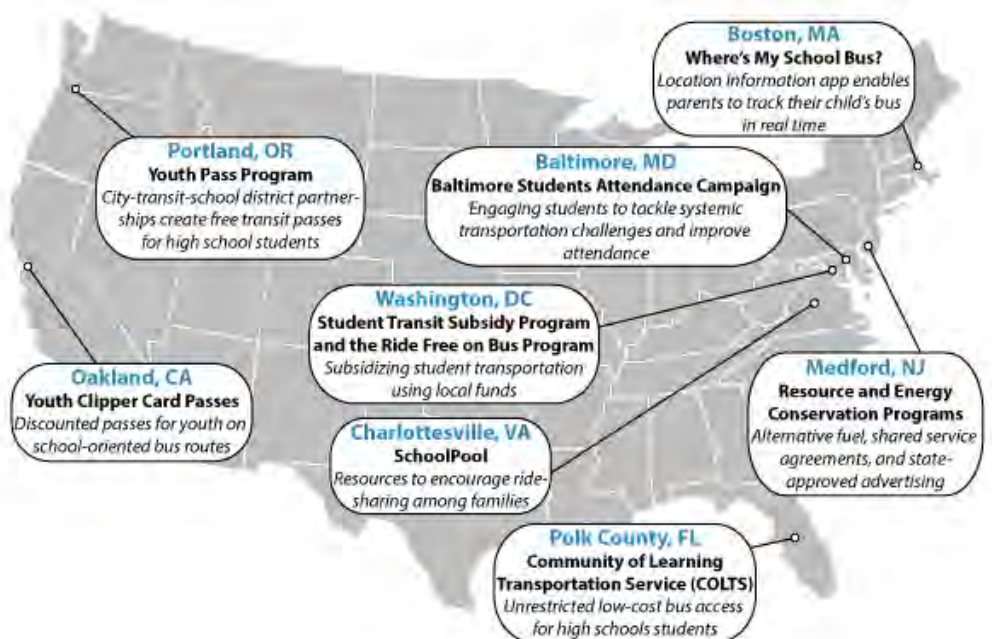 Boston, MA
Where's My School Bus?
Location information app enables
parents to track their child's bus
in real time
Portland, OR
Youth Pass Program
City-transit-school district partner-
ships create free transit passes
for high school students
Baltimore, MD
Baltimore Students Attendance Campaign
Engaging students to tackle systemic
transportation challenges and improve
attendance
Washington, DC
Student Transit Subsidy Program
and the Ride Free on Bus Program
Subsidizing student transportation
using local funds
Oakland, CA
Youth Clipper Card Passes
Discounted passes for youth on
school-oriented bus routes
Medford, NJ
Resource and Energy
Conservation Programs
Alternative fuel, shared service
agreements, and state-
approved advertising
Charlottesville, VA
SchoolPool
Resources to encourage ride-
sharing among families
Polk County, FL
Community of Learning
Transportation Service (COLTS)
Unrestricted low-cost bus access
for high schools students